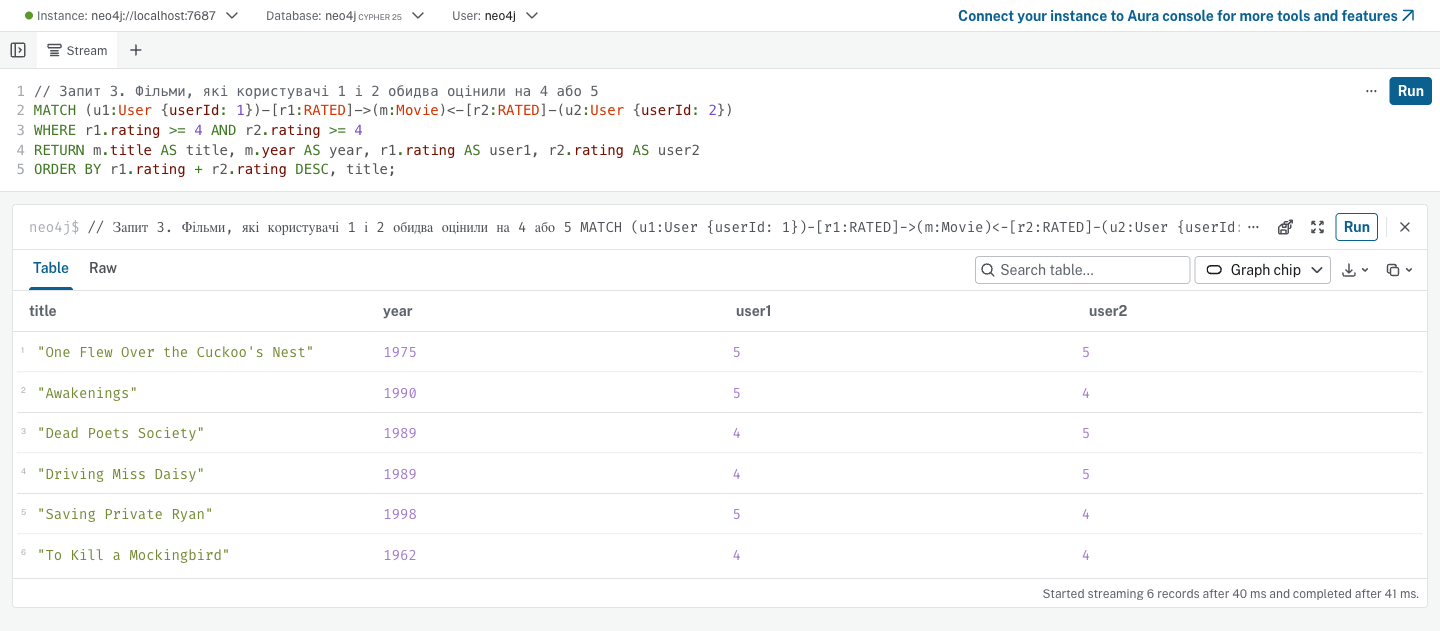 Instance: neo4j://localhost:7687 Database: neo4j CYPHER 25 User: neo4j Connect your instance to Aura console for more tools and features
Stream
1 // Запит 3. Фільми, які користувачі 1 і 2 обидва оцінили на 4 або 5
Run
2 MATCH (u1:User {userId: 1})-[r1:RATED]->(m:Movie)<-[r2:RATED]-(u2:User {userId: 2})
3 WHERE r1.rating >= 4 AND r2.rating >= 4
4 RETURN m.title AS title, m.year AS year, r1.rating AS user1, r2.rating AS user2
5 ORDER BY r1.rating + r2.rating DESC, title;
neo4j$ // Запит 3. Фільми, які користувачі 1 і 2 обидва оцінили на 4 або 5 MATCH (u1:User {userId: 1})-[r1:RATED]->(m:Movie)<-[r2:RATED]-(u2:User {userId: ... Run
Table Raw Search table... Graph chip
title year user1 user2
1 "One Flew Over the Cuckoo's Nest" 1975 5 5
2 "Awakenings" 1990 5 4
3 "Dead Poets Society" 1989 4 5
4 "Driving Miss Daisy" 1989 4 5
5 "Saving Private Ryan" 1998 5 4
6 "To Kill a Mockingbird" 1962 4 4
Started streaming 6 records after 40 ms and completed after 41 ms.